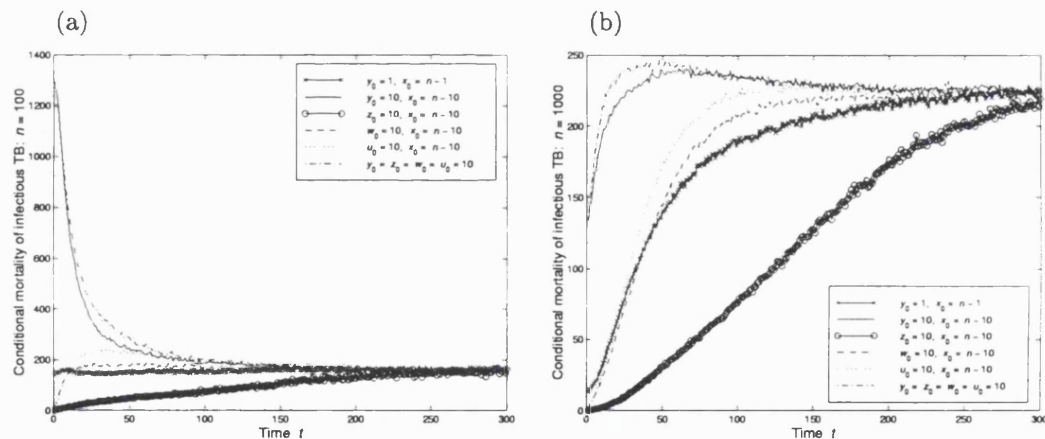 (a)
Conditional mortality of infectious TB: n = 100
1400
1200
1000
800
600
400
200
0
0 50 100 150 200 250 300
Time t
y₀ = 1, x₀ = n − 1
y₀ = 10, x₀ = n − 10
z₀ = 10, x₀ = n − 10
w₀ = 10, x₀ = n − 10
u₀ = 10, x₀ = n − 10
y₀ = z₀ = w₀ = u₀ = 10
(b)
Conditional mortality of infectious TB: n = 1000
250
200
150
100
50
0
0 50 100 150 200 250 300
Time t
y₀ = 1, x₀ = n − 1
y₀ = 10, x₀ = n − 10
z₀ = 10, x₀ = n − 10
w₀ = 10, x₀ = n − 10
u₀ = 10, x₀ = n − 10
y₀ = z₀ = w₀ = u₀ = 10